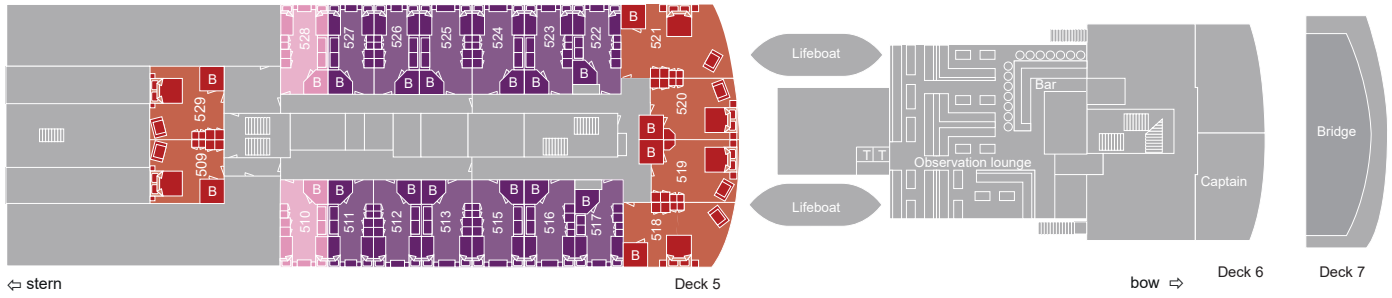 528
527
526
525
524
523
522
521
B
B
B
B
B
B
B
B
B
529
B
509
B
520
B
519
B
B
B
B
B
B
B
510
511
512
513
515
516
517
518
B
Lifeboat
Lifeboat
Bar
T T
Observation lounge
Captain
Bridge
⇦ stern
Deck 5
bow ⇨
Deck 6
Deck 7